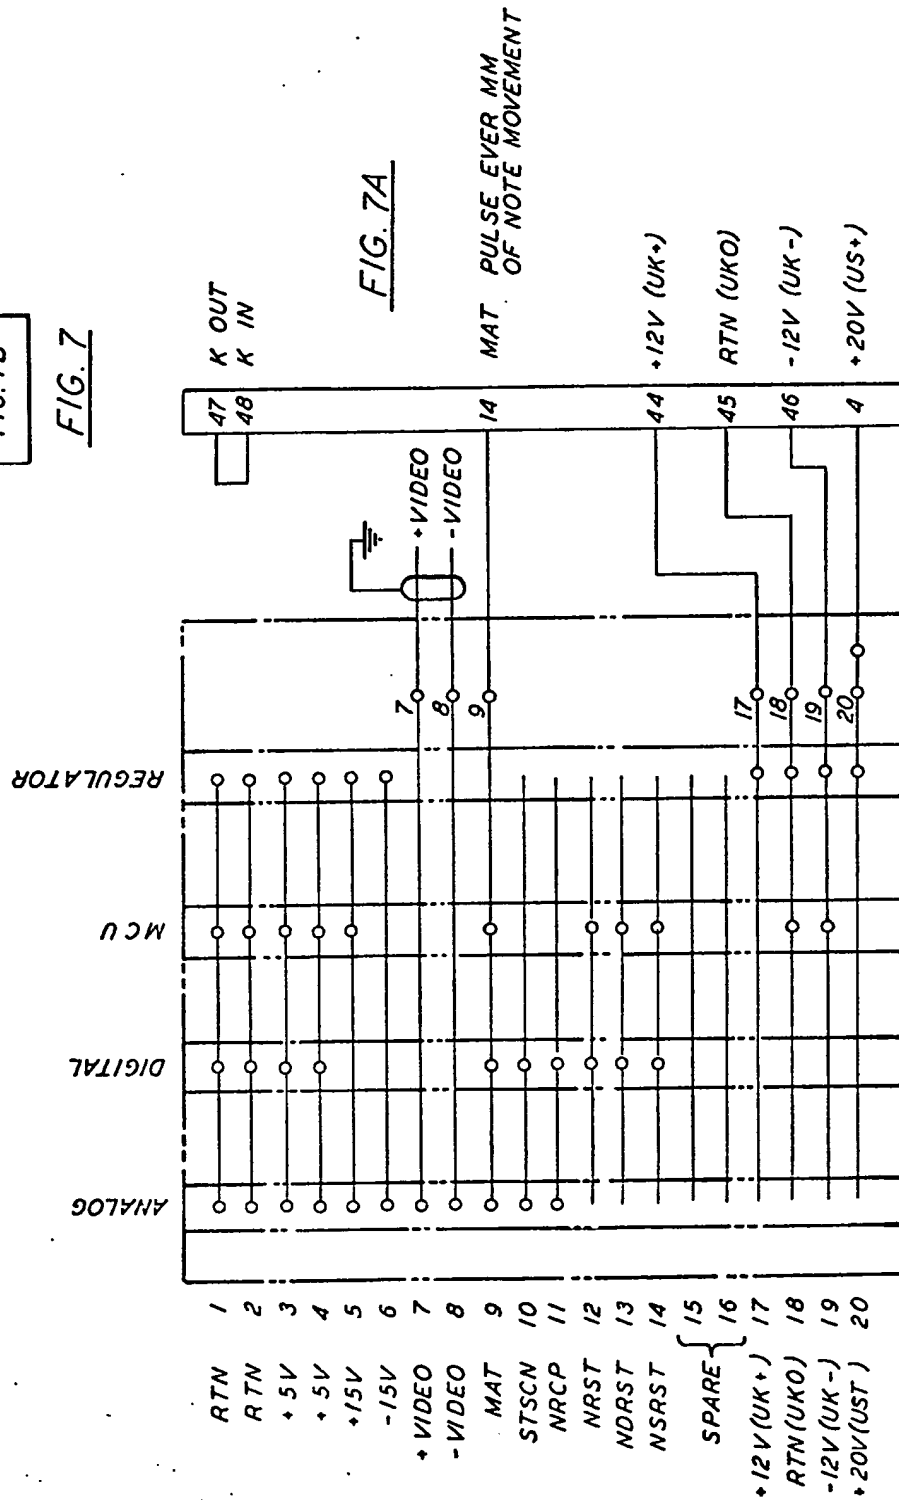 FIG. 7
FIG. 7A
REGULATOR
MCU
DIGITAL
ANALOG
RTN 1
RTN 2
+5V 3
+5V 4
+15V 5
-15V 6
+VIDEO 7
-VIDEO 8
MAT 9
STSCN 10
NRCP 11
NRST 12
NDRST 13
NSRST 14
15
SPARE
16
+12V(UK+) 17
RTN(UKO) 18
-12V(UK-) 19
+20V(UST) 20
7
8
9
17
18
19
20
+VIDEO
-VIDEO
47 K OUT
48 K IN
14 MAT PULSE EVER MM
OF NOTE MOVEMENT
44 +12V (UK+)
45 RTN (UKO)
46 -12V (UK-)
4 +20V (US+)